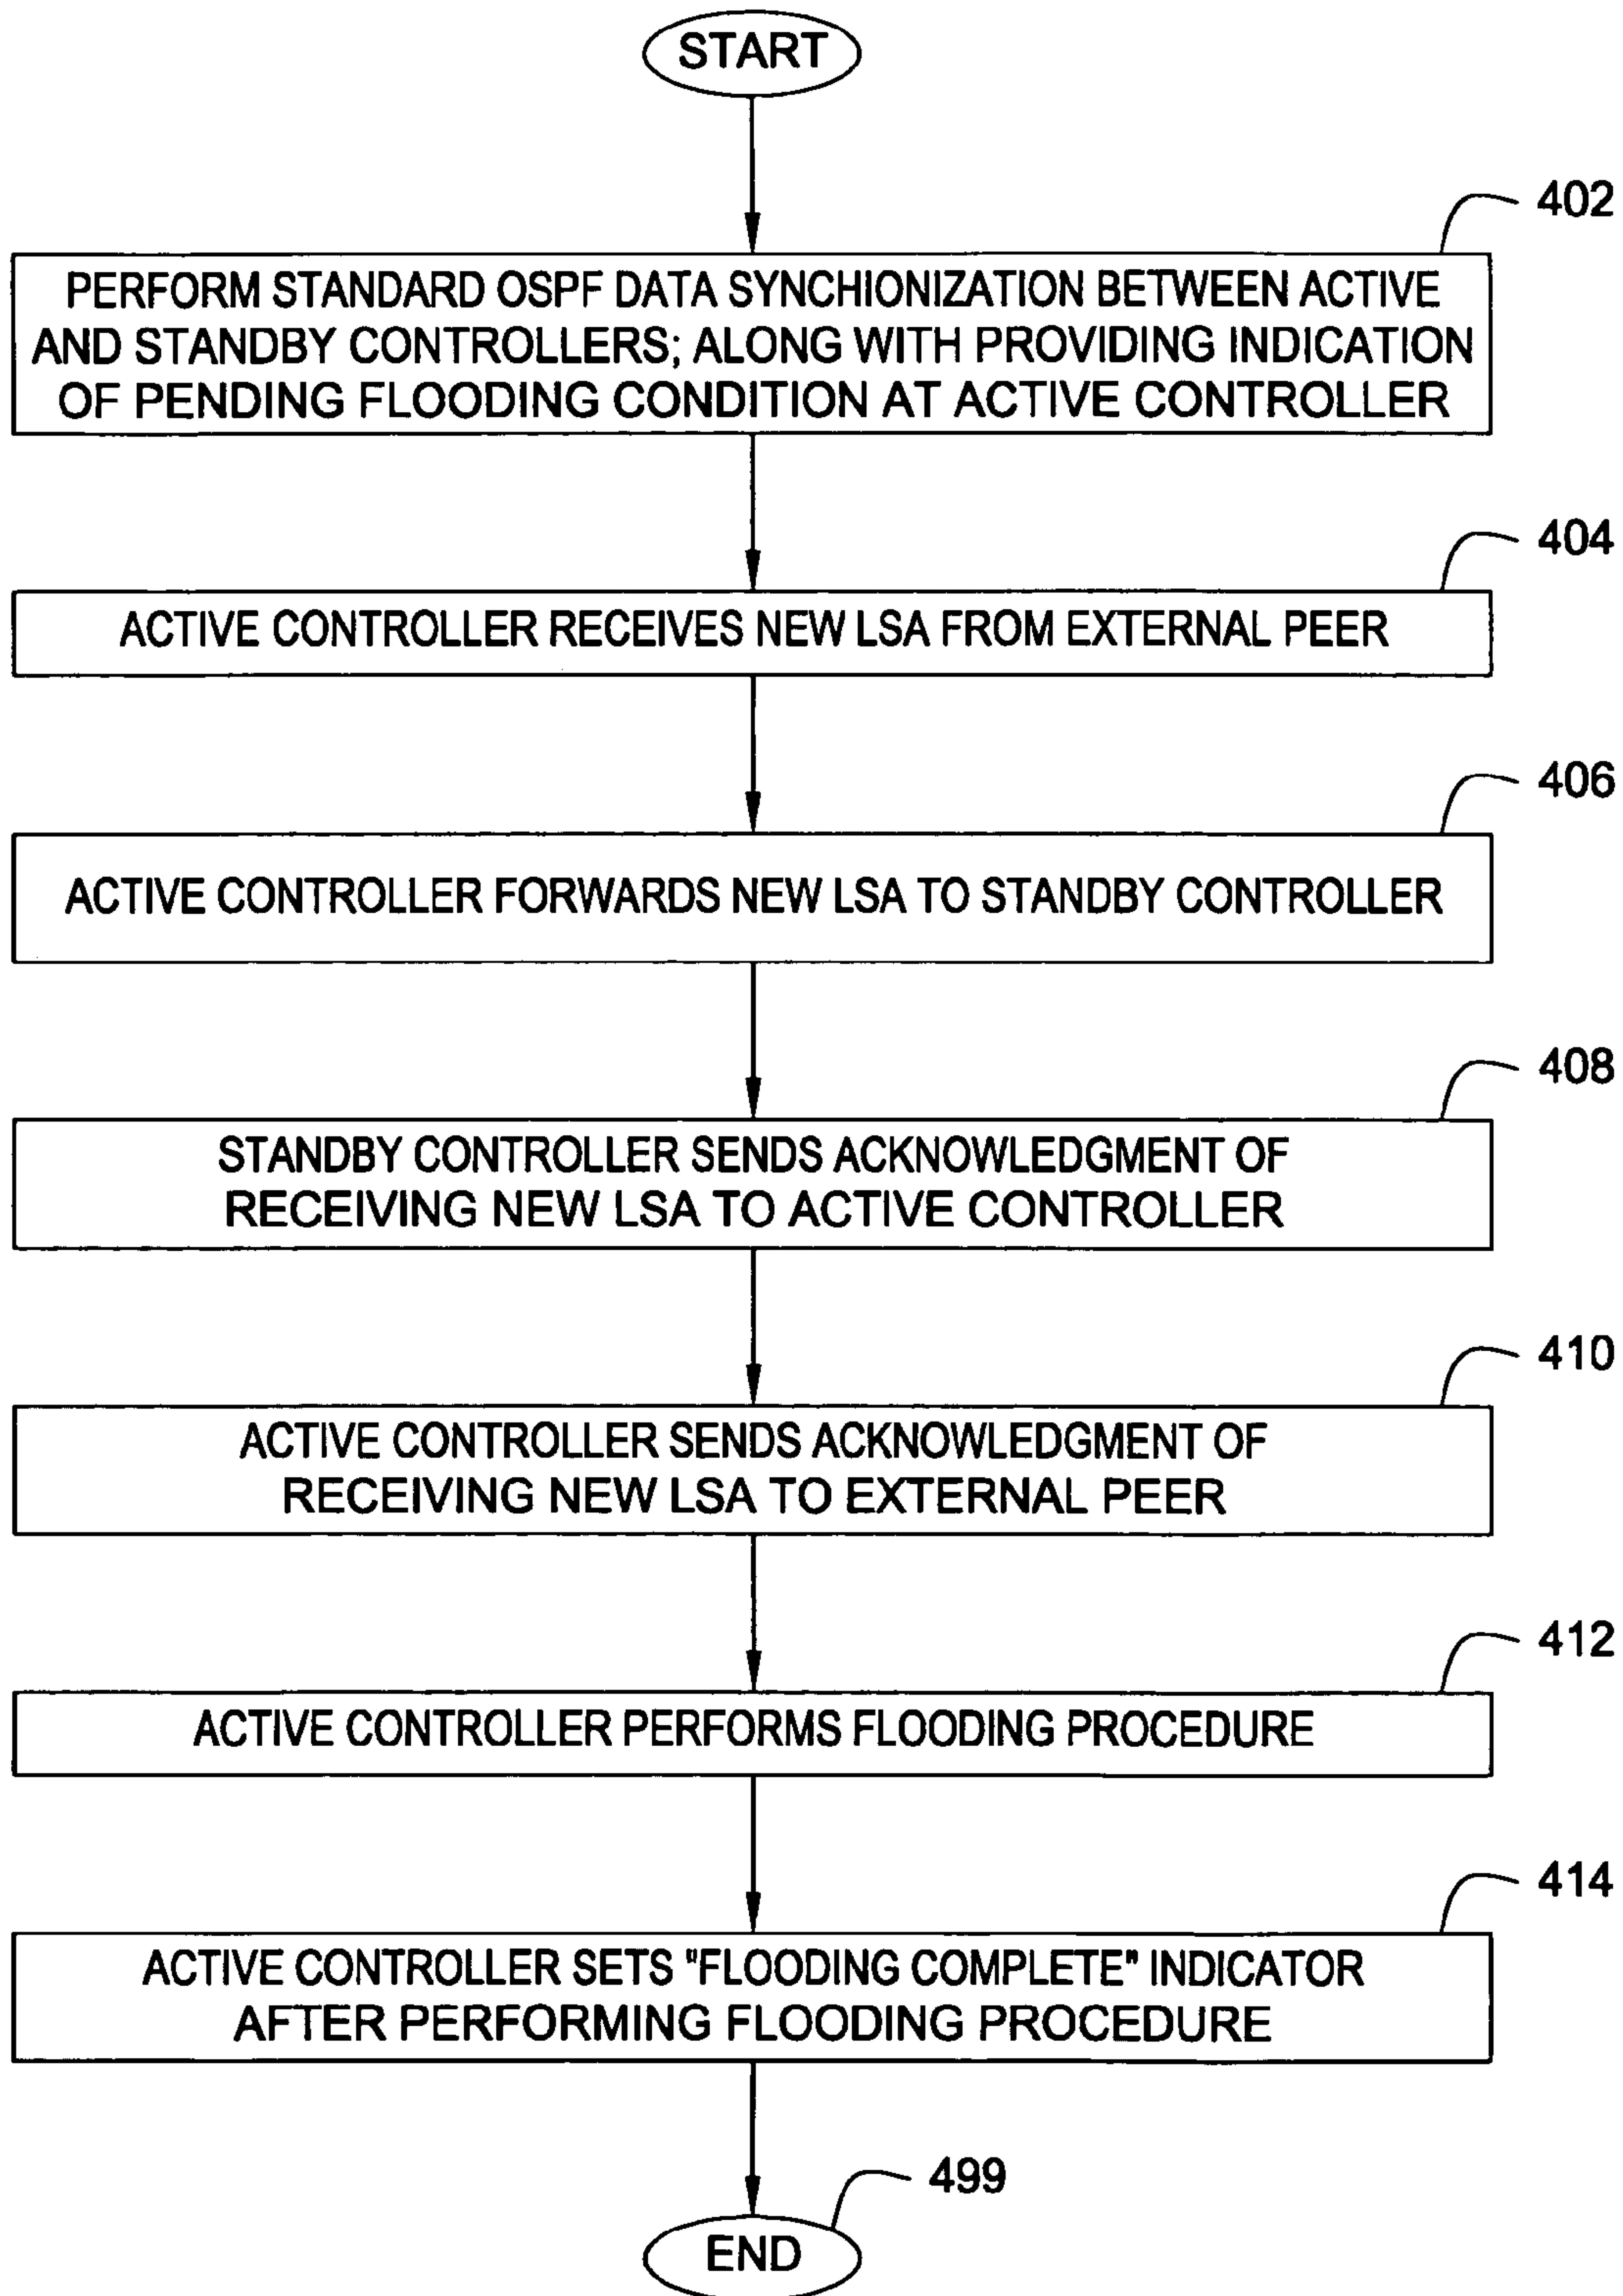 START
402
PERFORM STANDARD OSPF DATA SYNCHIONIZATION BETWEEN ACTIVE
AND STANDBY CONTROLLERS; ALONG WITH PROVIDING INDICATION
OF PENDING FLOODING CONDITION AT ACTIVE CONTROLLER
404
ACTIVE CONTROLLER RECEIVES NEW LSA FROM EXTERNAL PEER
406
ACTIVE CONTROLLER FORWARDS NEW LSA TO STANDBY CONTROLLER
408
STANDBY CONTROLLER SENDS ACKNOWLEDGMENT OF
RECEIVING NEW LSA TO ACTIVE CONTROLLER
410
ACTIVE CONTROLLER SENDS ACKNOWLEDGMENT OF
RECEIVING NEW LSA TO EXTERNAL PEER
412
ACTIVE CONTROLLER PERFORMS FLOODING PROCEDURE
414
ACTIVE CONTROLLER SETS "FLOODING COMPLETE" INDICATOR
AFTER PERFORMING FLOODING PROCEDURE
499
END